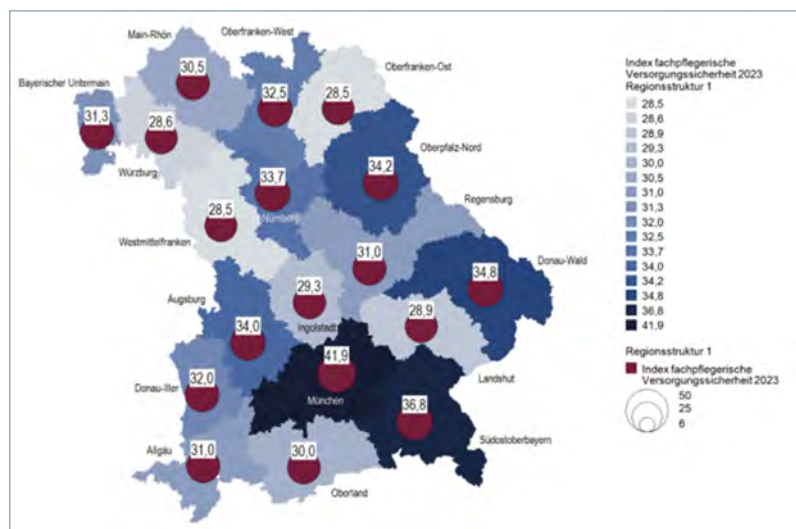 Main-Rhön
Oberfranken-West
Oberfranken-Ost
Bayerischer Untermain
30,5
32,5
28,5
31,3
28,6
Oberpfalz-Nord
34,2
Würzburg
33,7
Nürnberg
Regensburg
28,5
Westmittelfranken
31,0
Donau-Wald
34,8
29,3
Augsburg
28,9
Ingolstadt
34,0
41,9
Landshut
Donau-Iller
32,0
München
36,8
Südostoberbayern
Allgäu
31,0
30,0
Oberland
Index fachpflegerische
Versorgungssicherheit 2023
Regionsstruktur 1
28,5
28,6
28,9
29,3
30,0
30,5
31,0
31,3
32,0
32,5
33,7
34,0
34,2
34,8
36,8
41,9
Regionsstruktur 1
Index fachpflegerische
Versorgungssicherheit 2023
50
25
6